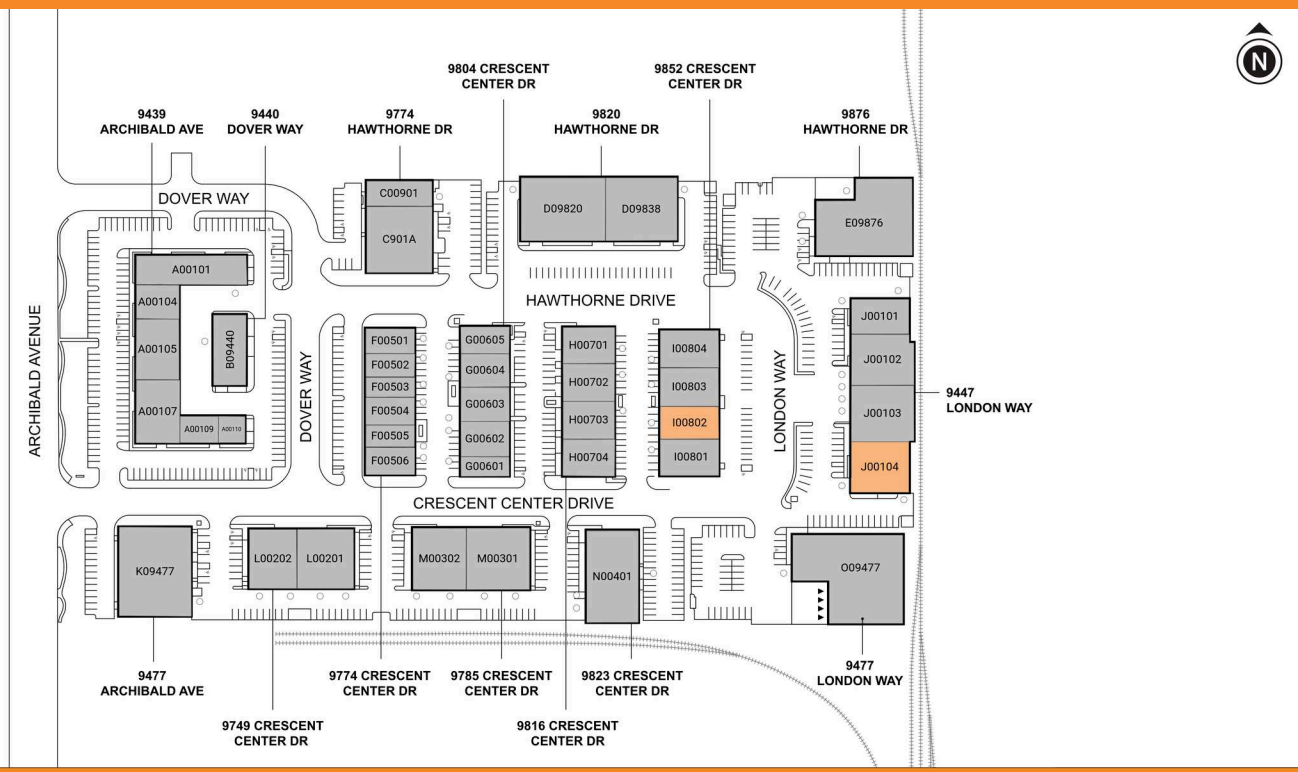 N
9804 CRESCENT
CENTER DR
9852 CRESCENT
CENTER DR
9439
ARCHIBALD AVE
9440
DOVER WAY
9774
HAWTHORNE DR
9820
HAWTHORNE DR
9876
HAWTHORNE DR
DOVER WAY
C00901
C901A
D09820
D09838
E09876
A00101
A00104
A00105
A00107
A00109
A00110
B09440
ARCHIBALD AVENUE
DOVER WAY
HAWTHORNE DRIVE
F00501
F00502
F00503
F00504
F00505
F00506
G00605
G00604
G00603
G00602
G00601
H00701
H00702
H00703
H00704
I00804
I00803
I00802
I00801
LONDON WAY
J00101
J00102
J00103
J00104
9447
LONDON WAY
CRESCENT CENTER DRIVE
K09477
L00202
L00201
M00302
M00301
N00401
O09477
9477
ARCHIBALD AVE
9774 CRESCENT
CENTER DR
9785 CRESCENT
CENTER DR
9823 CRESCENT
CENTER DR
9477
LONDON WAY
9749 CRESCENT
CENTER DR
9816 CRESCENT
CENTER DR